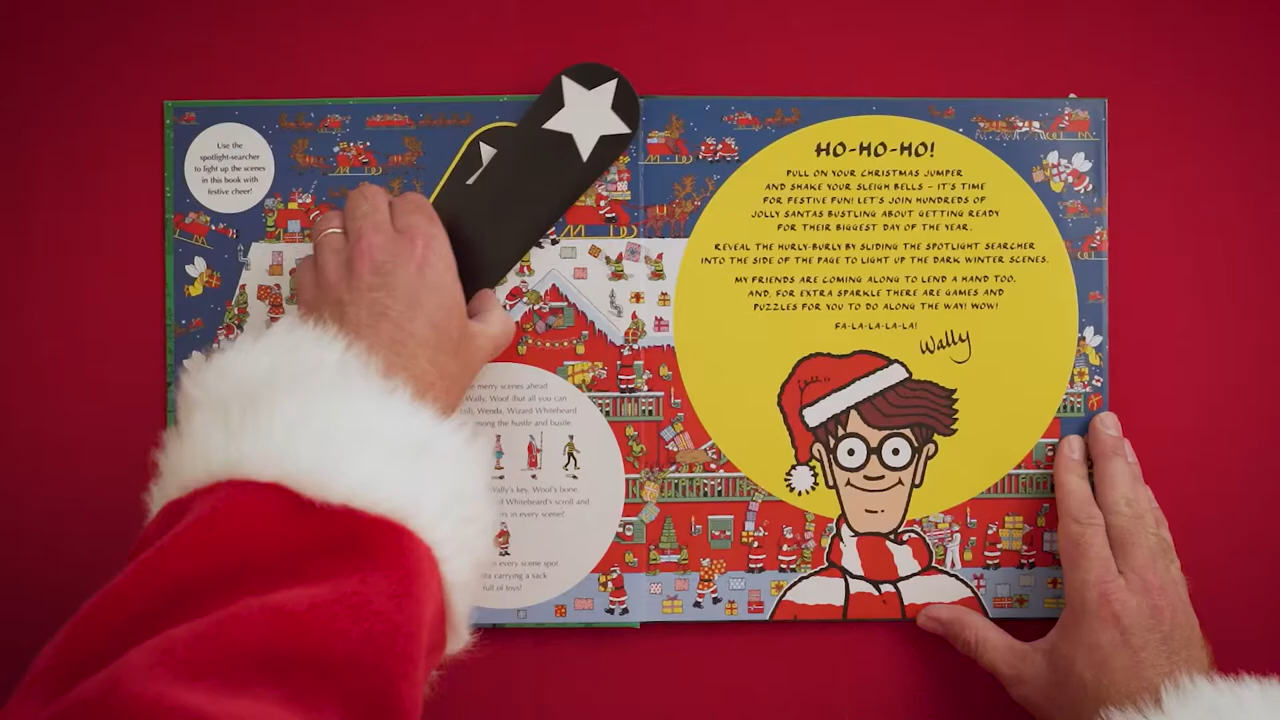 Use the
spotlight-searcher
to light up the scenes
in this book with
festive cheer!
merry scenes ahead
Wally, Woof (but all you can
Wenda, Wizard Whitebeard
among the hustle and bustle
Wally's key, Woof's bone,
Whitebeard's scroll and
in every scene?
in every scene spot
carrying a sack
full of toys!
HO-HO-HO!
PULL ON YOUR CHRISTMAS JUMPER
AND SHAKE YOUR SLEIGH BELLS – IT'S TIME
FOR FESTIVE FUN! LET'S JOIN HUNDREDS OF
JOLLY SANTAS BUSTLING ABOUT GETTING READY
FOR THEIR BIGGEST DAY OF THE YEAR.
REVEAL THE HURLY-BURLY BY SLIDING THE SPOTLIGHT SEARCHER
INTO THE SIDE OF THE PAGE TO LIGHT UP THE DARK WINTER SCENES.
MY FRIENDS ARE COMING ALONG TO LEND A HAND TOO.
AND, FOR EXTRA SPARKLE THERE ARE GAMES AND
PUZZLES FOR YOU TO DO ALONG THE WAY! WOW!
FA-LA-LA-LA-LA!
Wally